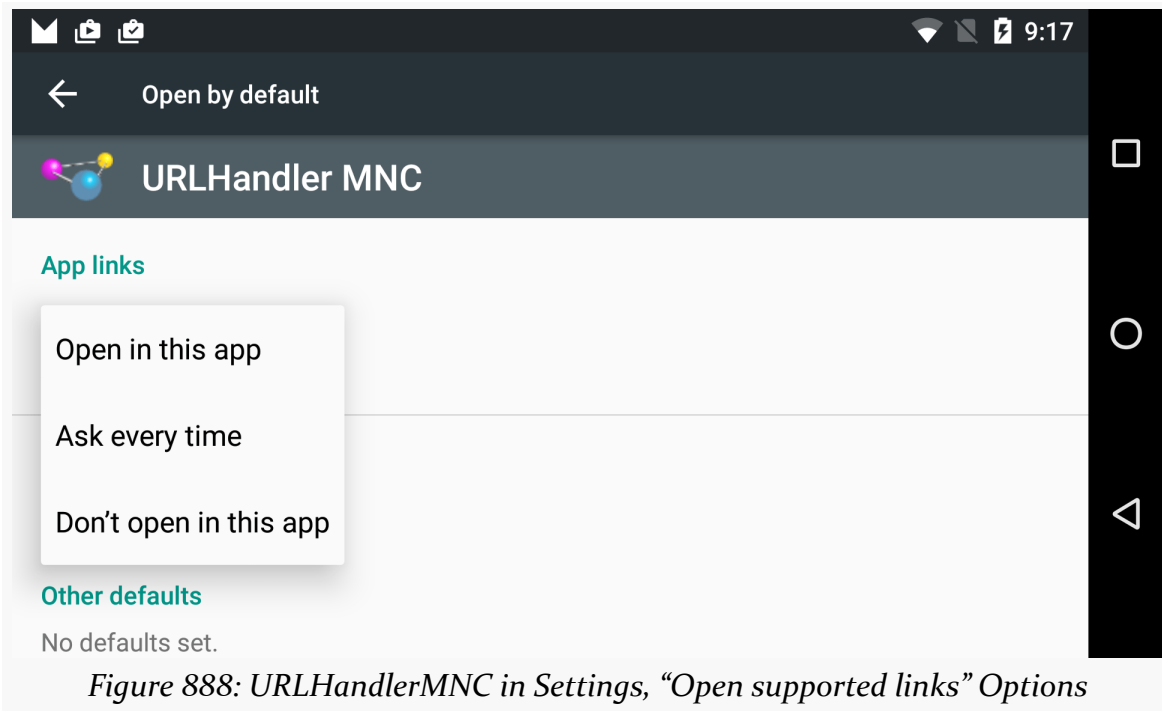 9:17
Open by default
URLHandler MNC
App links
Open in this app
Ask every time
Don’t open in this app
Other defaults
No defaults set.
Figure 888: URLHandlerMNC in Settings, “Open supported links” Options